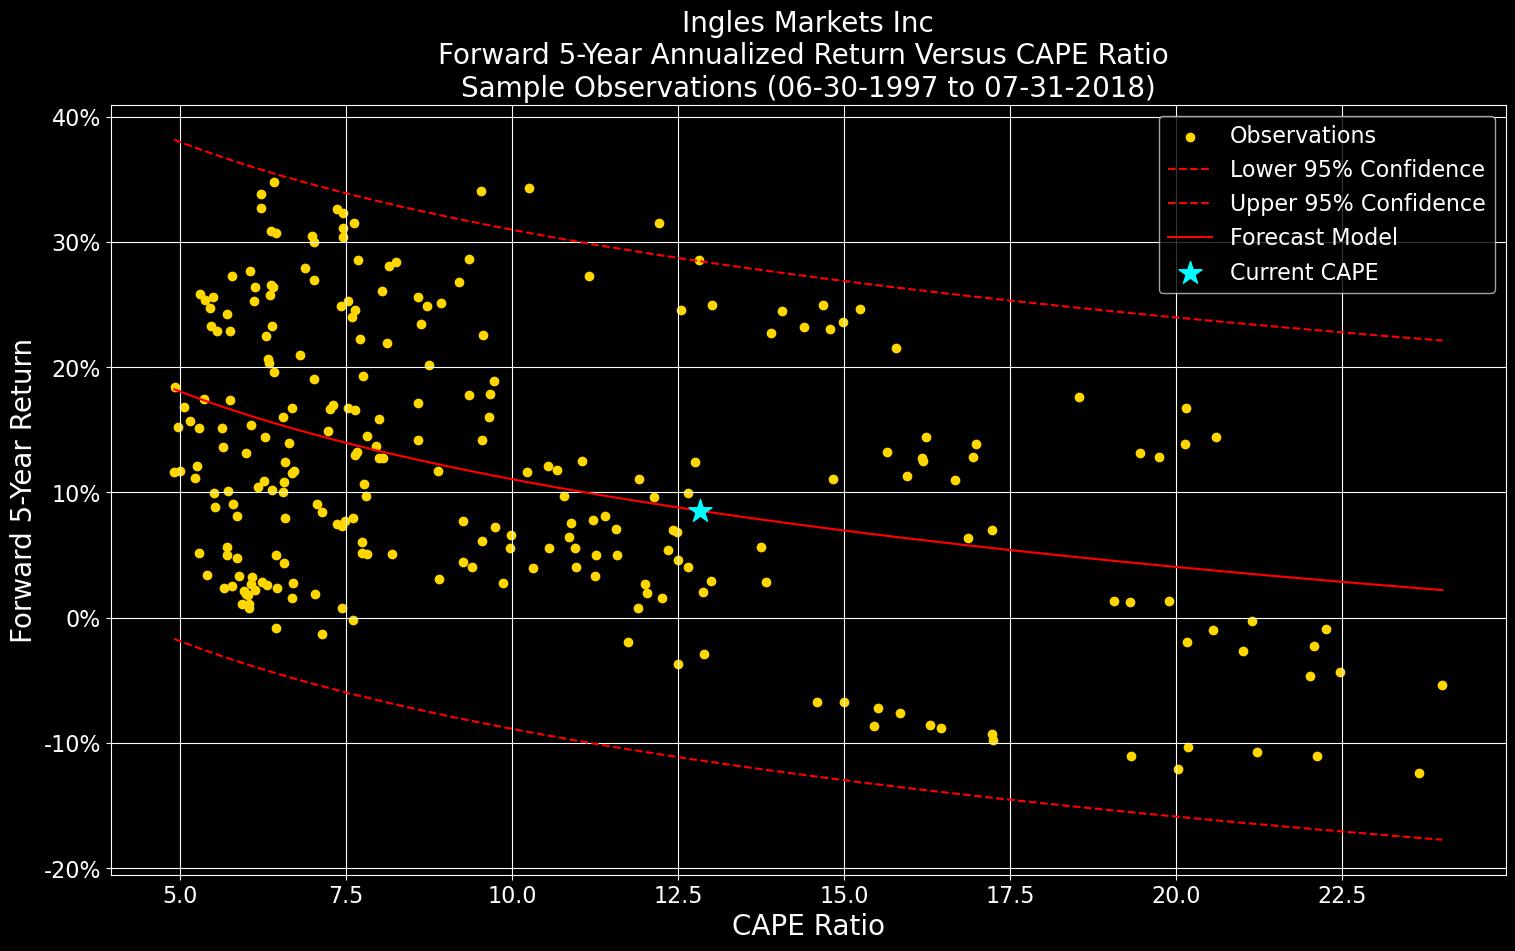 Ingles Markets Inc
Forward 5-Year Annualized Return Versus CAPE Ratio
Sample Observations (06-30-1997 to 07-31-2018)
Observations
Lower 95% Confidence
Upper 95% Confidence
Forecast Model
Current CAPE
Forward 5-Year Return
40%
30%
20%
10%
0%
-10%
-20%
5.0 7.5 10.0 12.5 15.0 17.5 20.0 22.5
CAPE Ratio